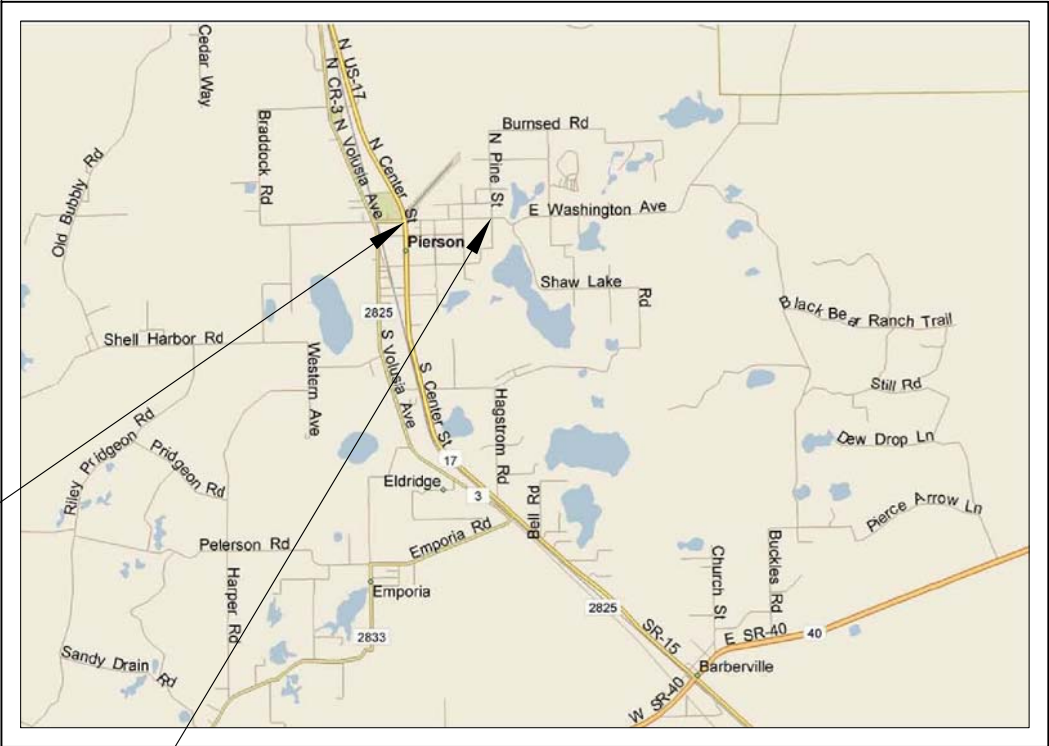 Cedar Way
N US-17
N CR-3
N Volusia Ave
N Center St
Braddock Rd
Old Bubbly Rd
Burnsed Rd
N Pine St
E Washington Ave
Pierson
Shaw Lake Rd
2825
Black Bear Ranch Trail
Shell Harbor Rd
Western Ave
S Volusia Ave
S Center St
Hagstrom Rd
Still Rd
Dew Drop Ln
Riley Pridgeon Rd
Pridgeon Rd
17
Eldridge
3
Bell Rd
Pierce Arrow Ln
Emporia Rd
Peterson Rd
Harper Rd
Emporia
Church St
Buckles Rd
2825
2833
SR-15
E SR-40
40
Sandy Drain Rd
Barberville
W SR-40